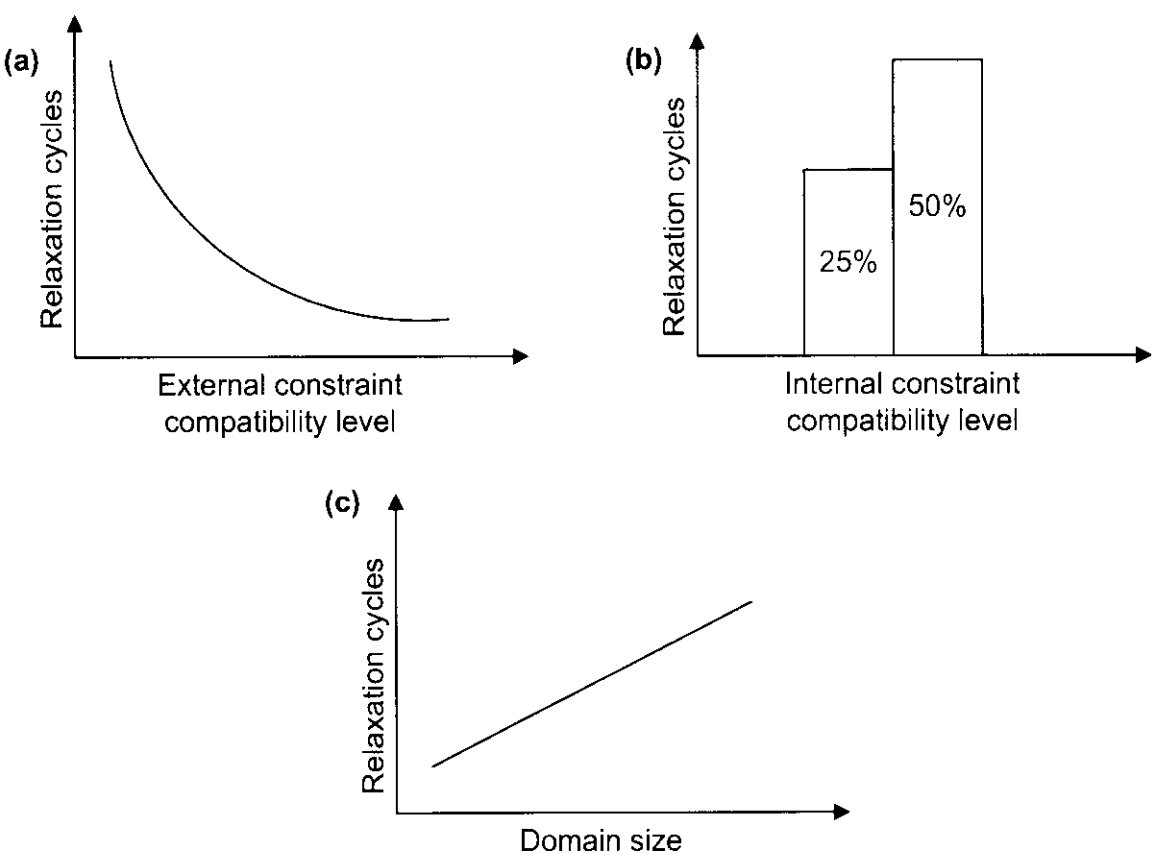 (a)
Relaxation cycles
External constraint
compatibility level
(b)
Relaxation cycles
25%
50%
Internal constraint
compatibility level
(c)
Relaxation cycles
Domain size